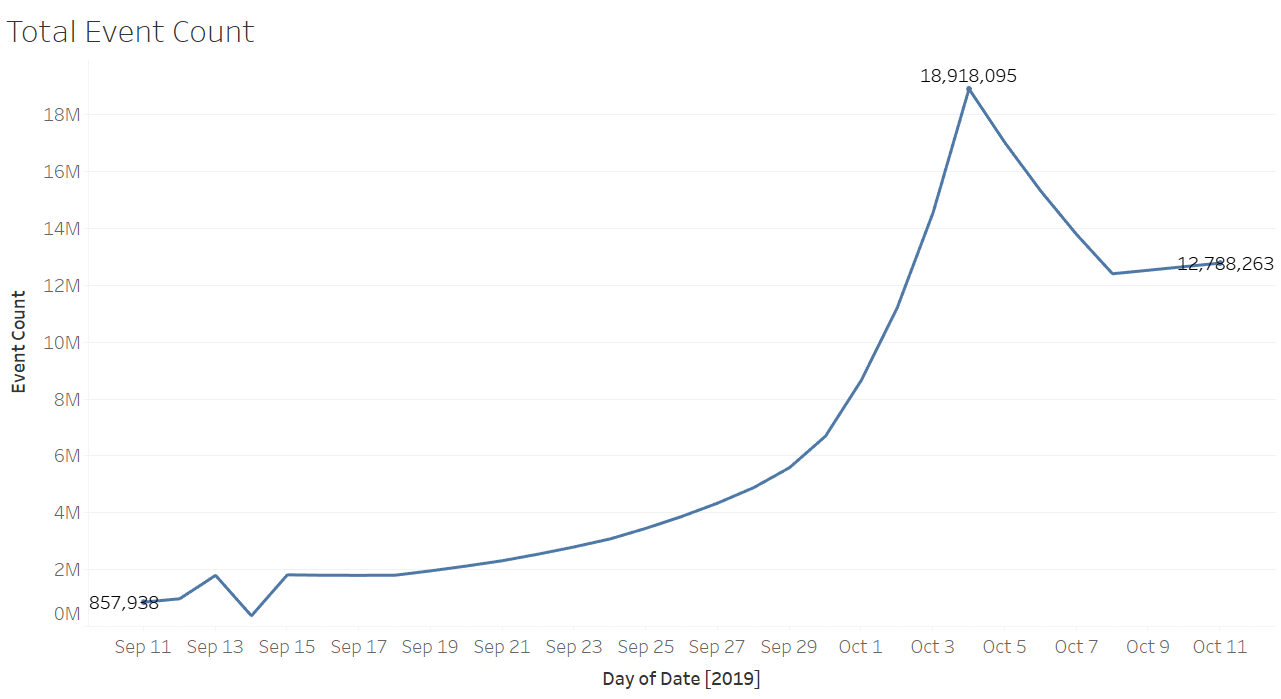 Total Event Count
18,918,095
18M
16M
14M
12,788,263
12M
10M
8M
6M
4M
2M
857,938
0M
Event Count
Sep 11 Sep 13 Sep 15 Sep 17 Sep 19 Sep 21 Sep 23 Sep 25 Sep 27 Sep 29 Oct 1 Oct 3 Oct 5 Oct 7 Oct 9 Oct 11
Day of Date [2019]